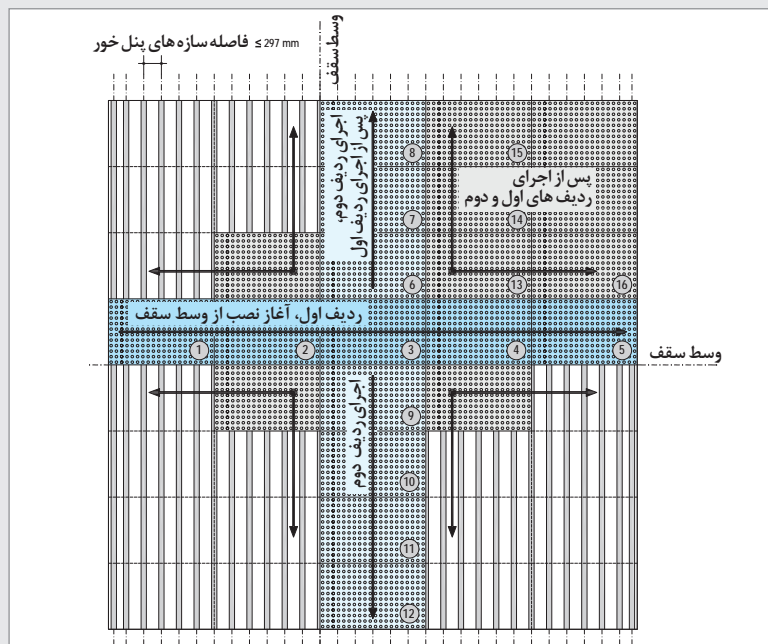 فاصله سازه های پنل خور ≤ 297 mm
وسط سقف
اجرای ردیف دوم،
پس از اجرای ردیف اول
8
15
پس از اجرای
ردیف های اول و دوم
7
14
6
13
16
ردیف اول، آغاز نصب از وسط سقف
1
2
3
4
5
وسط سقف
اجرای ردیف دوم
9
10
11
12